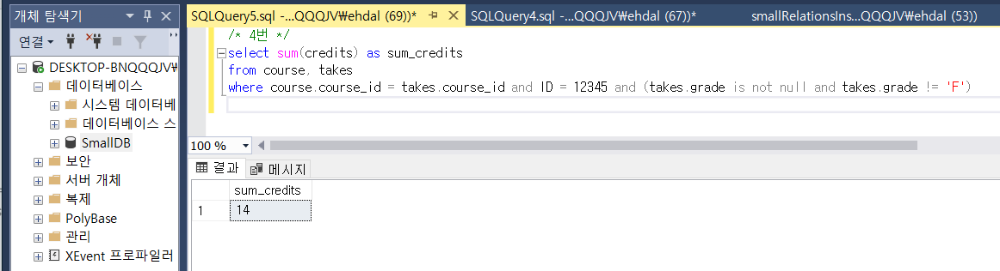 개체 탐색기
연결
DESKTOP-BNQQQJV₩
데이터베이스
시스템 데이터베
데이터베이스 스
SmallDB
보안
서버 개체
복제
PolyBase
관리
XEvent 프로파일러
SQLQuery5.sql -...QQQJV₩ehdal (69))*
SQLQuery4.sql -...QQQJV₩ehdal (67))*
smallRelationsIns...QQQJV₩ehdal (53))
/* 4번 */
select sum(credits) as sum_credits
from course, takes
where course.course_id = takes.course_id and ID = 12345 and (takes.grade is not null and takes.grade != 'F')
100 %
결과
메시지
sum_credits
1 14